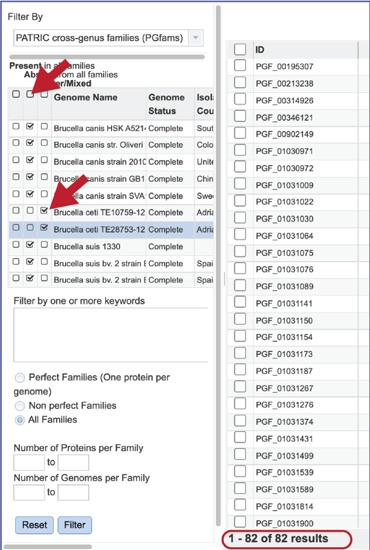 Filter By
PATRIC cross-genus families (PGfams)
Present in all families
Abs from all families
er/Mixed
Genome Name Genome Status Isol Cou
Brucella canis HSK A521 Complete Sout
Brucella canis str. Oliveri Complete Colo
Brucella canis strain 201 Complete Unite
Brucella canis strain GB1 Complete Chin
Brucella canis strain SVA Complete Swe
Brucella ceti TE10759-12 Complete Adria
Brucella ceti TE28753-12 Complete Adria
Brucella suis 1330 Complete
Brucella suis bv. 2 strain Complete Spai
Brucella suis bv. 2 strain Complete Spai
Filter by one or more keywords
Perfect Families (One protein per
genome)
Non perfect Families
All Families
Number of Proteins per Family
to
Number of Genomes per Family
to
Reset Filter
ID
PGF_00195307
PGF_00213238
PGF_00314926
PGF_00346121
PGF_00902149
PGF_01030971
PGF_01030972
PGF_01031009
PGF_01031022
PGF_01031030
PGF_01031064
PGF_01031075
PGF_01031076
PGF_01031089
PGF_01031141
PGF_01031150
PGF_01031154
PGF_01031173
PGF_01031187
PGF_01031267
PGF_01031276
PGF_01031374
PGF_01031431
PGF_01031499
PGF_01031539
PGF_01031589
PGF_01031814
PGF_01031900
1 - 82 of 82 results